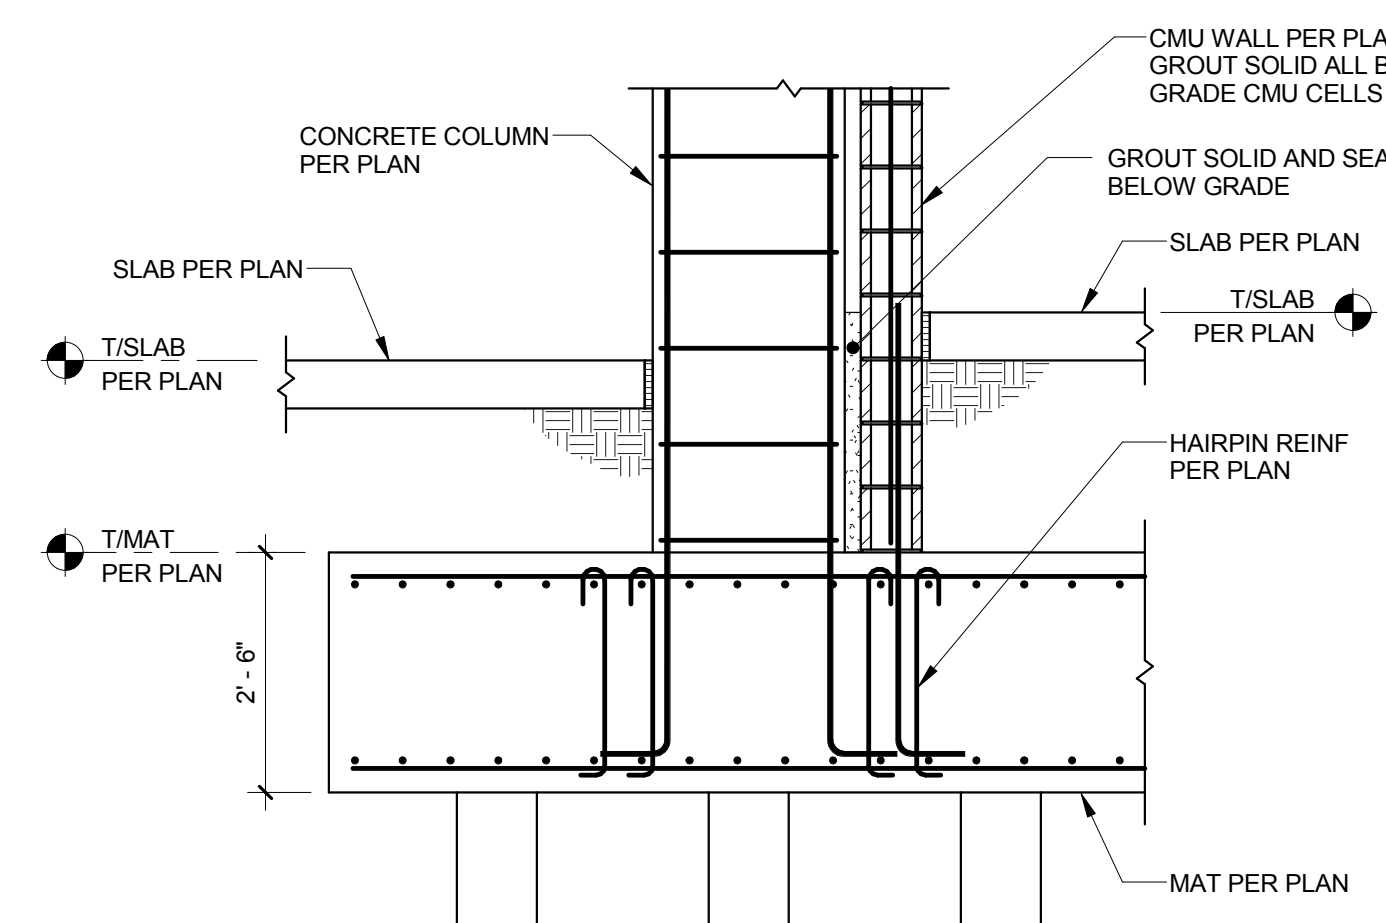 CMU WALL PER
GROUT SOLID ALL
GRADE CMU CELLS
CONCRETE COLUMN
PER PLAN
GROUT SOLID AND
BELOW GRADE
SLAB PER PLAN
SLAB PER PLAN
T/SLAB
PER PLAN
T/SLAB
PER PLAN
HAIRPIN REINF
PER PLAN
T/MAT
PER PLAN
2' - 6"
MAT PER PLAN